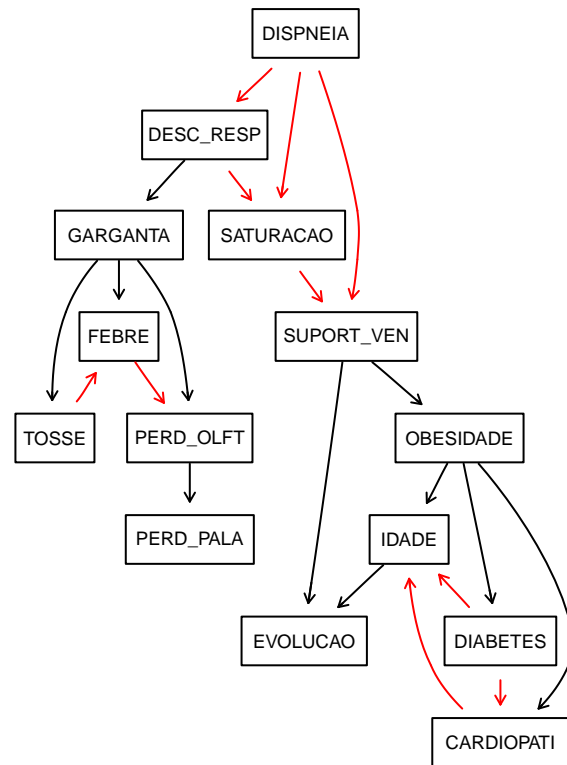 DISPNEIA
DESC_RESP
GARGANTA
SATURACAO
FEBRE
SUPORT_VEN
TOSSE
PERD_OLFT
OBESIDADE
PERD_PALA
IDADE
EVOLUCAO
DIABETES
CARDIOPATI